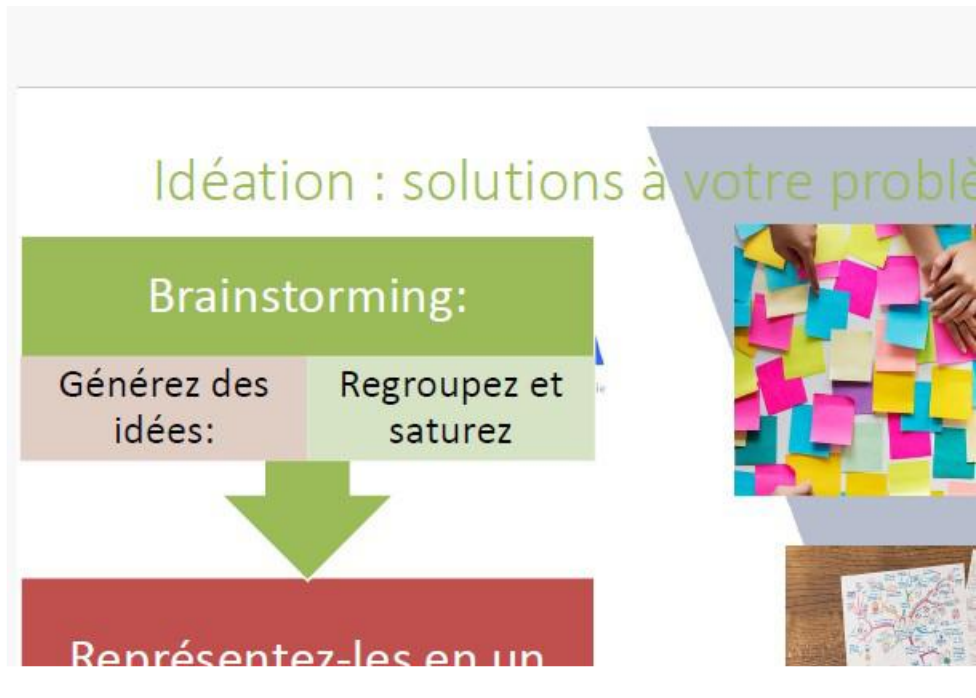 Idéation : solutions à votre problè
Brainstorming:
Générez des
idées:
Regroupez et
saturez
Représentez-les en un